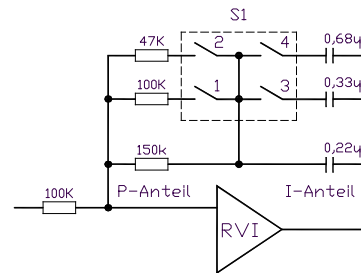 S1
47K 2 4 0,68µ
100K 1 3 0,33µ
150k 0,22µ
100K P-Anteil I-Anteil
RVI